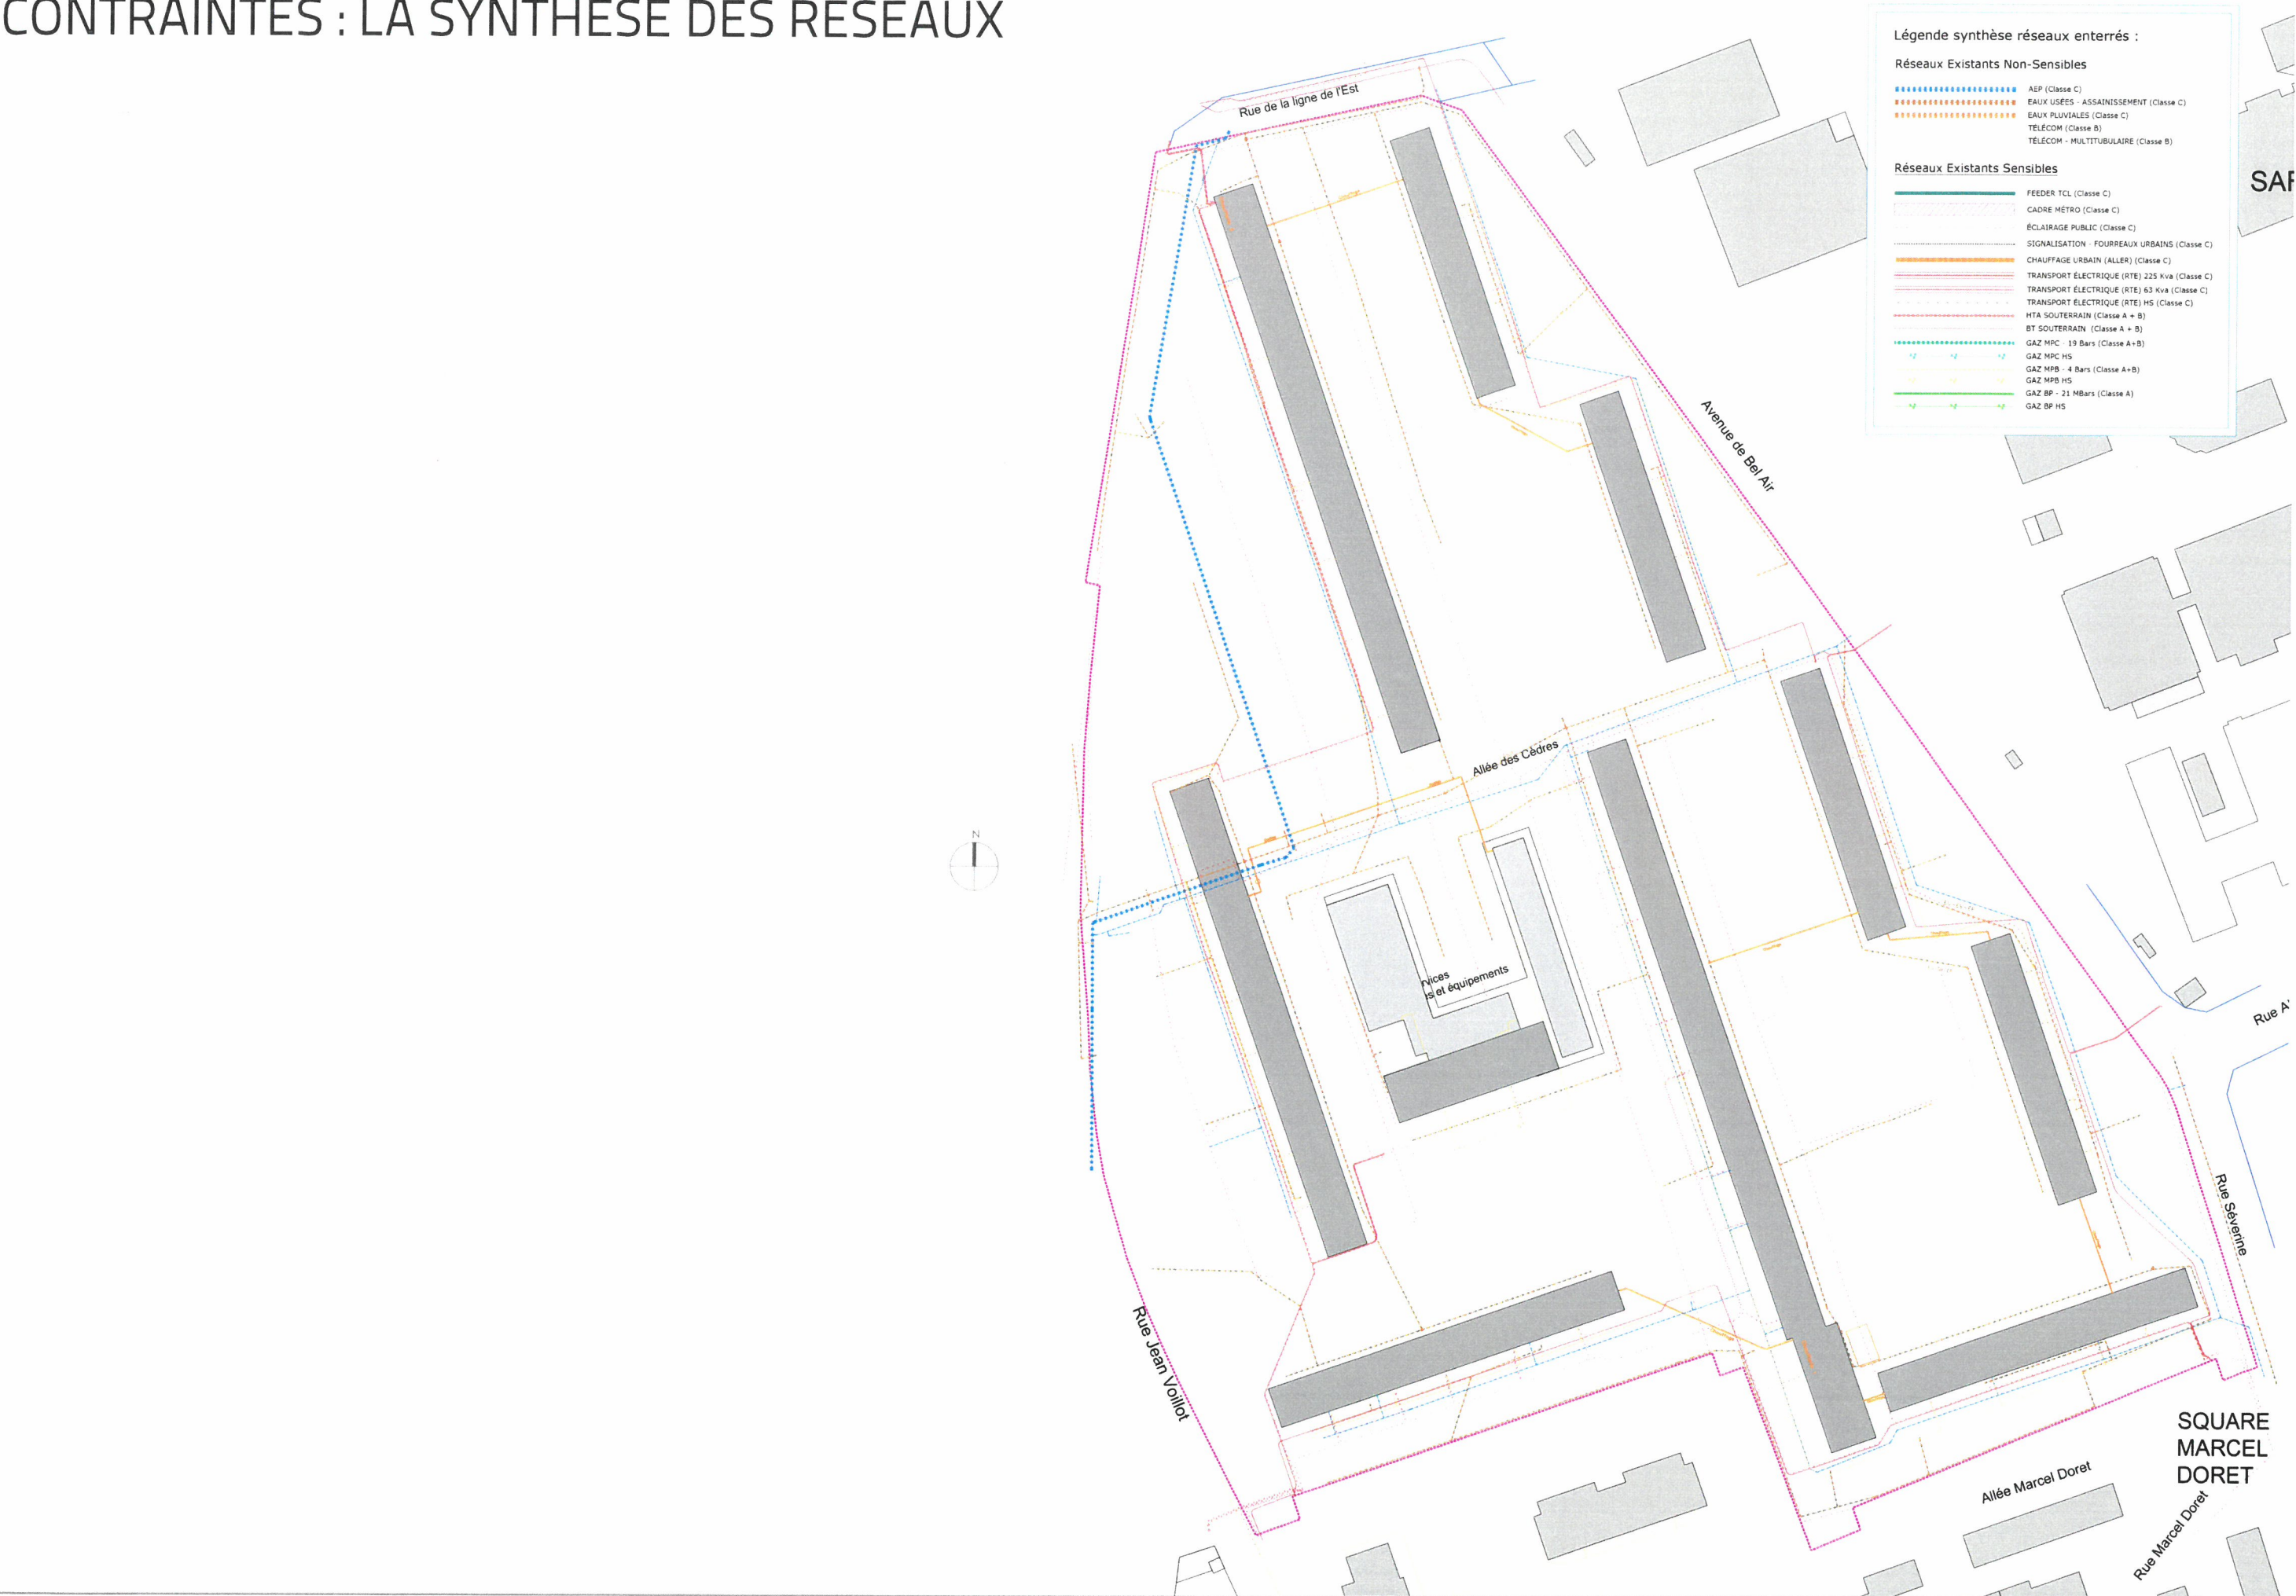 CONTRAINTES : LA SYNTHESE DES RESEAUX
Légende synthèse réseaux enterrés :
Réseaux Existants Non-Sensibles
AEP (Classe C)
EAUX USÉES - ASSAINISSEMENT (Classe C)
EAUX PLUVIALES (Classe C)
TELÉCOM (Classe B)
TÉLÉCOM - MULTITUBULAIRE (Classe B)
Réseaux Existants Sensibles
FEEDER TCL (Classe C)
CADRE MÉTRO (Classe C)
ÉCLAIRAGE PUBLIC (Classe C)
SIGNALISATION - FOURREAUX URBAINS (Classe C)
CHAUFFAGE URBAIN (ALLER) (Classe C)
TRANSPORT ÉLECTRIQUE (RTE) 225 Kva (Classe C)
TRANSPORT ÉLECTRIQUE (RTE) 63 Kva (Classe C)
TRANSPORT ÉLECTRIQUE (RTE) HS (Classe C)
HTA SOUTERRAIN (Classe A + B)
BT SOUTERRAIN (Classe A + B)
GAZ MPC - 19 Bars (Classe A+B)
GAZ MPC HS
GAZ MPB - 4 Bars (Classe A+B)
GAZ MPB HS
GAZ BP - 21 MBars (Classe A)
GAZ BP HS
Rue de la ligne de l'Est
SAR
Avenue de Bel Air
Allée des Cèdres
N
rvices
s et équipements
Rue A
Rue Séverine
Rue Jean Voillot
SQUARE
MARCEL
DORET
Allée Marcel Doret
Rue Marcel Doret